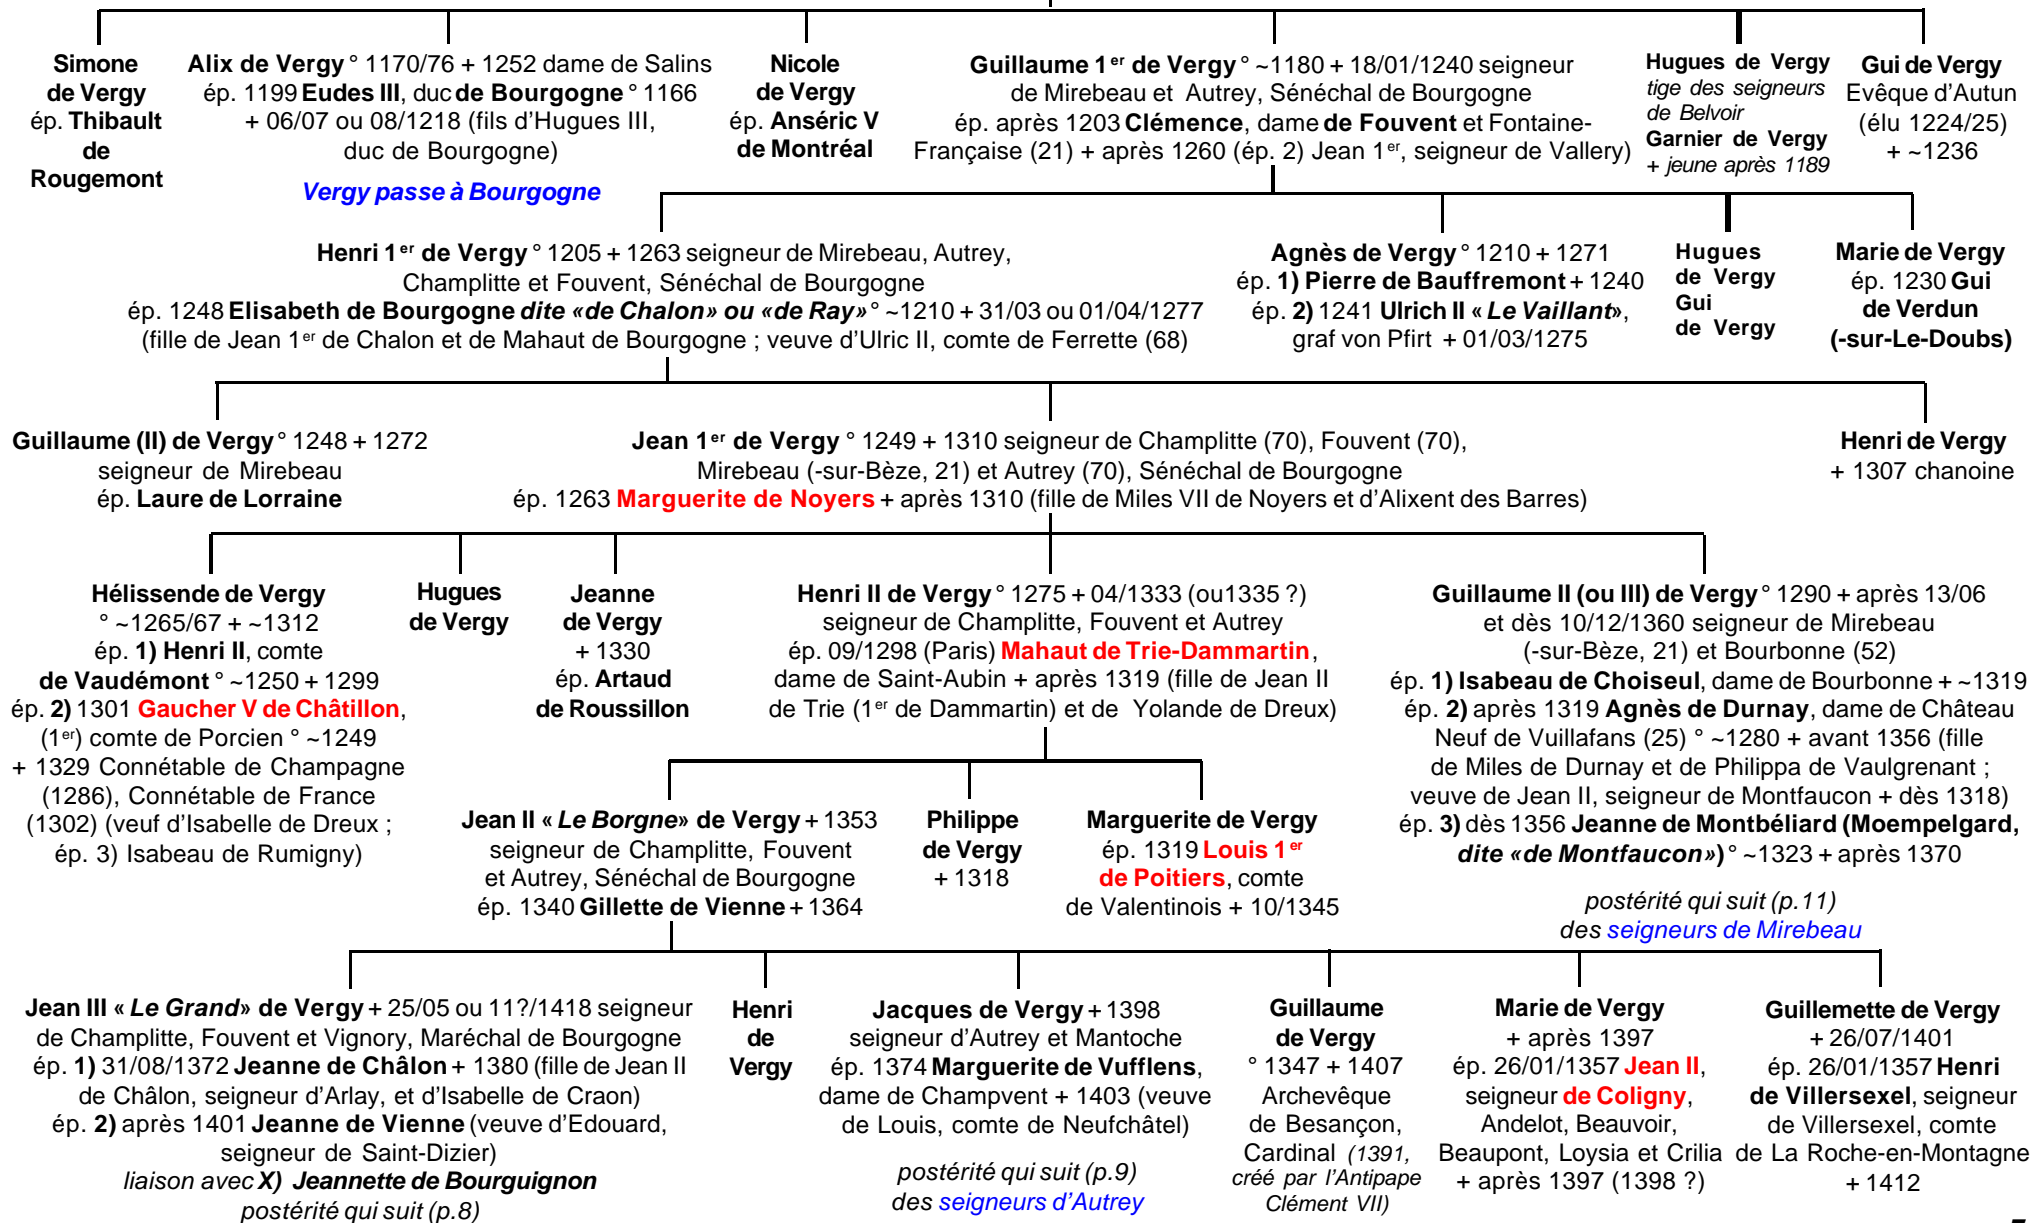 Simone
de Vergy
ép. Thibault
de
Rougemont
Alix de Vergy ° 1170/76 + 1252 dame de Salins
ép. 1199 Eudes III, duc de Bourgogne ° 1166
+ 06/07 ou 08/1218 (fils d'Hugues III,
duc de Bourgogne)
Vergy passe à Bourgogne
Nicole
de Vergy
ép. Anséric V
de Montréal
Guillaume 1er de Vergy ° ~1180 + 18/01/1240 seigneur
de Mirebeau et Autrey, Sénéchal de Bourgogne
ép. après 1203 Clémence, dame de Fouvent et Fontaine-
Française (21) + après 1260 (ép. 2) Jean 1er, seigneur de Vallery)
Hugues de Vergy
tige des seigneurs
de Belvoir
Garnier de Vergy
+ jeune après 1189
Gui de Vergy
Evêque d'Autun
(élu 1224/25)
+ ~1236
Henri 1er de Vergy ° 1205 + 1263 seigneur de Mirebeau, Autrey,
Champlitte et Fouvent, Sénéchal de Bourgogne
ép. 1248 Elisabeth de Bourgogne dite «de Chalon» ou «de Ray» ° ~1210 + 31/03 ou 01/04/1277
(fille de Jean 1er de Chalon et de Mahaut de Bourgogne ; veuve d'Ulric II, comte de Ferrette (68)
Agnès de Vergy ° 1210 + 1271
ép. 1) Pierre de Bauffremont + 1240
ép. 2) 1241 Ulrich II « Le Vaillant»,
graf von Pfirt + 01/03/1275
Hugues
de Vergy
Gui
de Vergy
Marie de Vergy
ép. 1230 Gui
de Verdun
(-sur-Le-Doubs)
Guillaume (II) de Vergy ° 1248 + 1272
seigneur de Mirebeau
ép. Laure de Lorraine
Jean 1er de Vergy ° 1249 + 1310 seigneur de Champlitte (70), Fouvent (70),
Mirebeau (-sur-Bèze, 21) et Autrey (70), Sénéchal de Bourgogne
ép. 1263 Marguerite de Noyers + après 1310 (fille de Miles VII de Noyers et d'Alixent des Barres)
Henri de Vergy
+ 1307 chanoine
Hélissende de Vergy
° ~1265/67 + ~1312
ép. 1) Henri II, comte
de Vaudémont ° ~1250 + 1299
ép. 2) 1301 Gaucher V de Châtillon,
(1er) comte de Porcien ° ~1249
+ 1329 Connétable de Champagne
(1286), Connétable de France
(1302) (veuf d'Isabelle de Dreux ;
ép. 3) Isabeau de Rumigny)
Hugues
de Vergy
Jeanne
de Vergy
+ 1330
ép. Artaud
de Roussillon
Henri II de Vergy ° 1275 + 04/1333 (ou1335 ?)
seigneur de Champlitte, Fouvent et Autrey
ép. 09/1298 (Paris) Mahaut de Trie-Dammartin,
dame de Saint-Aubin + après 1319 (fille de Jean II
de Trie (1er de Dammartin) et de Yolande de Dreux)
Guillaume II (ou III) de Vergy ° 1290 + après 13/06
et dès 10/12/1360 seigneur de Mirebeau
(-sur-Bèze, 21) et Bourbonne (52)
ép. 1) Isabeau de Choiseul, dame de Bourbonne + ~1319
ép. 2) après 1319 Agnès de Durnay, dame de Château
Neuf de Vuillafans (25) ° ~1280 + avant 1356 (fille
de Miles de Durnay et de Philippa de Vaulgrenant ;
veuve de Jean II, seigneur de Montfaucon + dès 1318)
ép. 3) dès 1356 Jeanne de Montbéliard (Moempelgard,
dite «de Montfaucon») ° ~1323 + après 1370
postérité qui suit (p.11)
des seigneurs de Mirebeau
Jean II « Le Borgne» de Vergy + 1353
seigneur de Champlitte, Fouvent
et Autrey, Sénéchal de Bourgogne
ép. 1340 Gillette de Vienne + 1364
Philippe
de Vergy
+ 1318
Marguerite de Vergy
ép. 1319 Louis 1er
de Poitiers, comte
de Valentinois + 10/1345
Jean III « Le Grand» de Vergy + 25/05 ou 11?/1418 seigneur
de Champlitte, Fouvent et Vignory, Maréchal de Bourgogne
ép. 1) 31/08/1372 Jeanne de Châlon + 1380 (fille de Jean II
de Châlon, seigneur d'Arlay, et d'Isabelle de Craon)
ép. 2) après 1401 Jeanne de Vienne (veuve d'Edouard,
seigneur de Saint-Dizier)
liaison avec X) Jeannette de Bourguignon
postérité qui suit (p.8)
Henri
de
Vergy
Jacques de Vergy + 1398
seigneur d'Autrey et Mantoche
ép. 1374 Marguerite de Vufflens,
dame de Champvent + 1403 (veuve
de Louis, comte de Neufchâtel)
postérité qui suit (p.9)
des seigneurs d'Autrey
Guillaume
de Vergy
° 1347 + 1407
Archevêque
de Besançon,
Cardinal (1391,
créé par l'Antipape
Clément VII)
Marie de Vergy
+ après 1397
ép. 26/01/1357 Jean II,
seigneur de Coligny,
Andelot, Beauvoir,
Beaupont, Loysia et Crilia
+ après 1397 (1398 ?)
Guillemette de Vergy
+ 26/07/1401
ép. 26/01/1357 Henri
de Villersexel, seigneur
de Villersexel, comte
de La Roche-en-Montagne
+ 1412